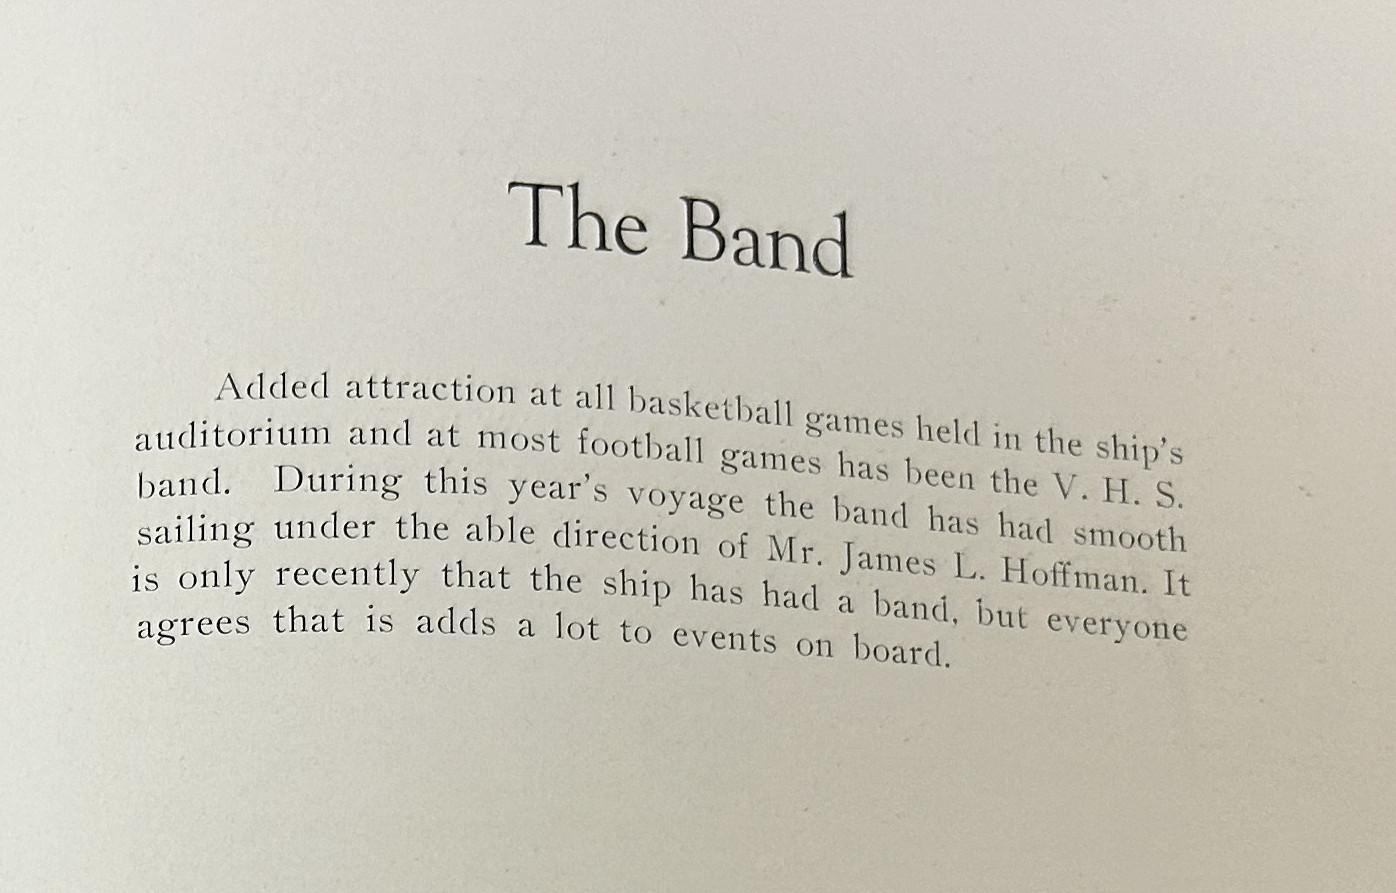 The Band
Added attraction at all basketball games held in the ship's
auditorium and at most football games has been the V. H. S.
band. During this year's voyage the band has had smooth
sailing under the able direction of Mr. James L. Hoffman. It
is only recently that the ship has had a band, but everyone
agrees that is adds a lot to events on board.